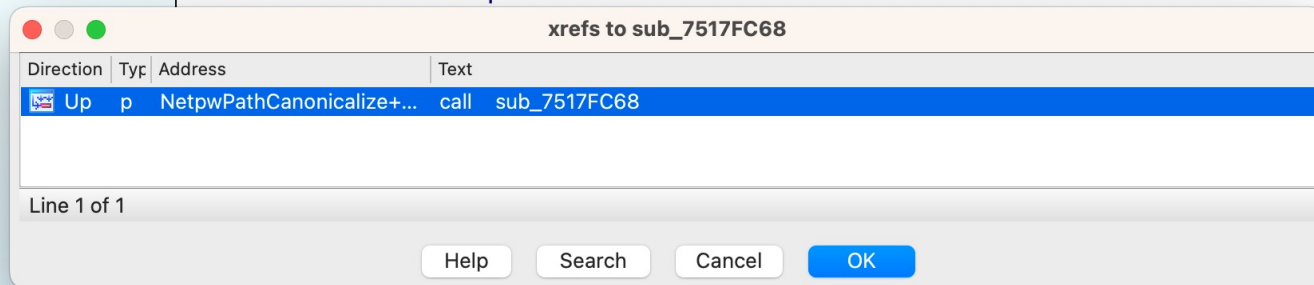 xrefs to sub_7517FC68
Direction Typ Address Text
Up p NetpwPathCanonicalize+... call sub_7517FC68
Line 1 of 1
Help Search Cancel OK